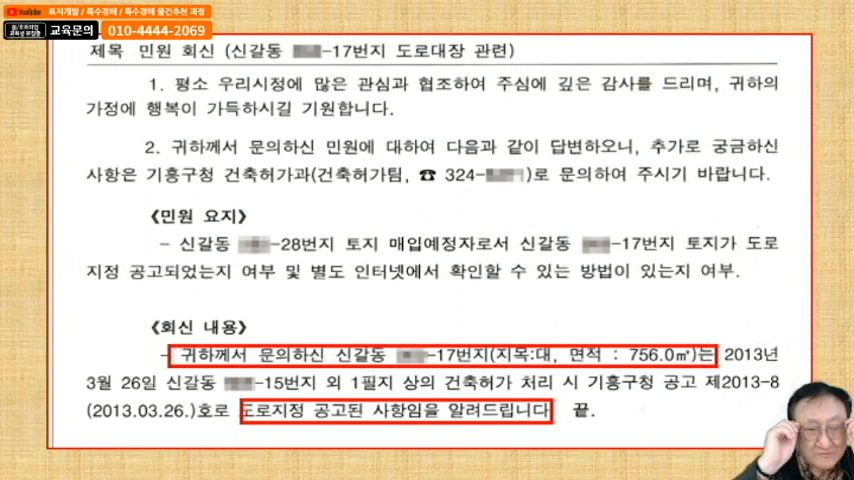 YouTube 토지개발 / 특수경매 / 특수경매 물건추천 과정
교육문의 010-4444-2069
제목 민원 회신 (신갈동 -17번지 도로대장 관련)
1. 평소 우리시정에 많은 관심과 협조하여 주심에 깊은 감사를 드리며, 귀하의
가정에 행복이 가득하시길 기원합니다.
2. 귀하께서 문의하신 민원에 대하여 다음과 같이 답변하오니, 추가로 궁금하신
사항은 기흥구청 건축허가과(건축허가팀, ☎ 324- )로 문의하여 주시기 바랍니다.
《민원 요지》
- 신갈동 -28번지 토지 매입예정자로서 신갈동 -17번지 토지가 도로
지정 공고되었는지 여부 및 별도 인터넷에서 확인할 수 있는 방법이 있는지 여부.
《회신 내용》
- 귀하께서 문의하신 신갈동 -17번지(지목:대, 면적 : 756.0㎡)는 2013년
3월 26일 신갈동 -15번지 외 1필지 상의 건축허가 처리 시 기흥구청 공고 제2013-8
(2013.03.26.)호로 도로지정 공고된 사항임을 알려드립니다 끝.